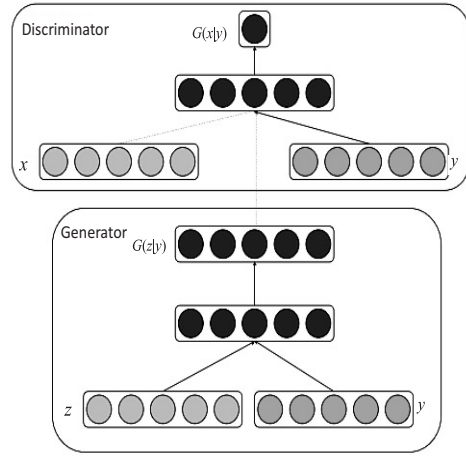 Discriminator
G(x|y)
x
y
Generator
G(z|y)
z
y